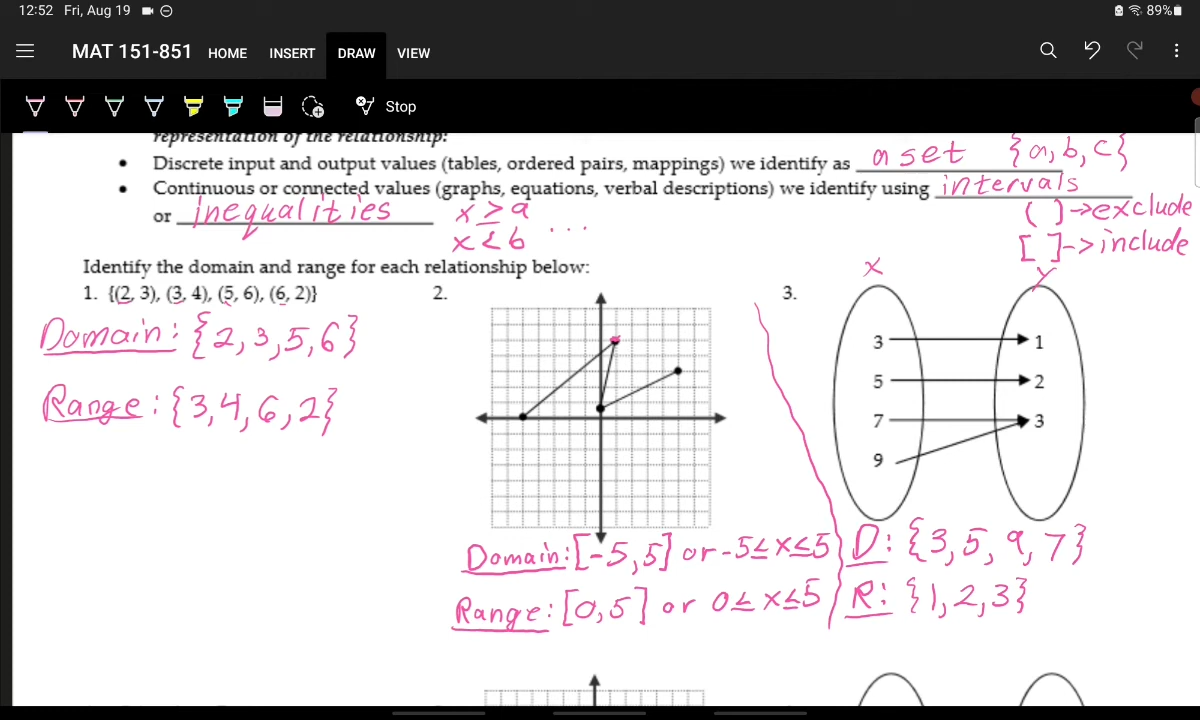 12:52 Fri, Aug 19 89%
MAT 151-851 HOME INSERT DRAW VIEW
Stop
representation of the relationship:
• Discrete input and output values (tables, ordered pairs, mappings) we identify as a set {a, b, c}
• Continuous or connected values (graphs, equations, verbal descriptions) we identify using intervals
or inequalities x ≥ a
x < b ...
( ) → exclude
[ ] -> include
Identify the domain and range for each relationship below:
1. {(2, 3), (3, 4), (5, 6), (6, 2)} 2. 3.
Domain: {2, 3, 5, 6}
Range: {3, 4, 6, 2}
x y
3 1
5 2
7 3
9
Domain: [-5, 5] or -5 ≤ x ≤ 5
Range: [0, 5] or 0 ≤ x ≤ 5
D: {3, 5, 9, 7}
R: {1, 2, 3}